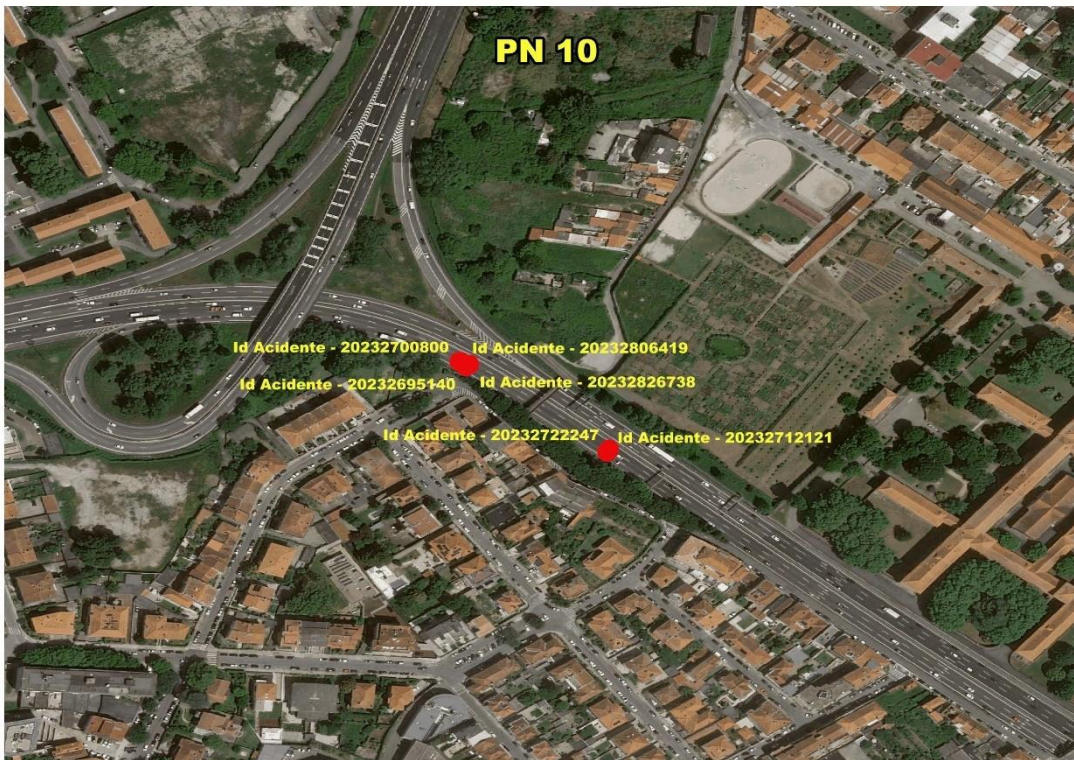 PN 10
Id Acidente - 20232700800
Id Acidente - 20232806419
Id Acidente - 20232695140
Id Acidente - 20232826738
Id Acidente - 20232722247
Id Acidente - 20232712121